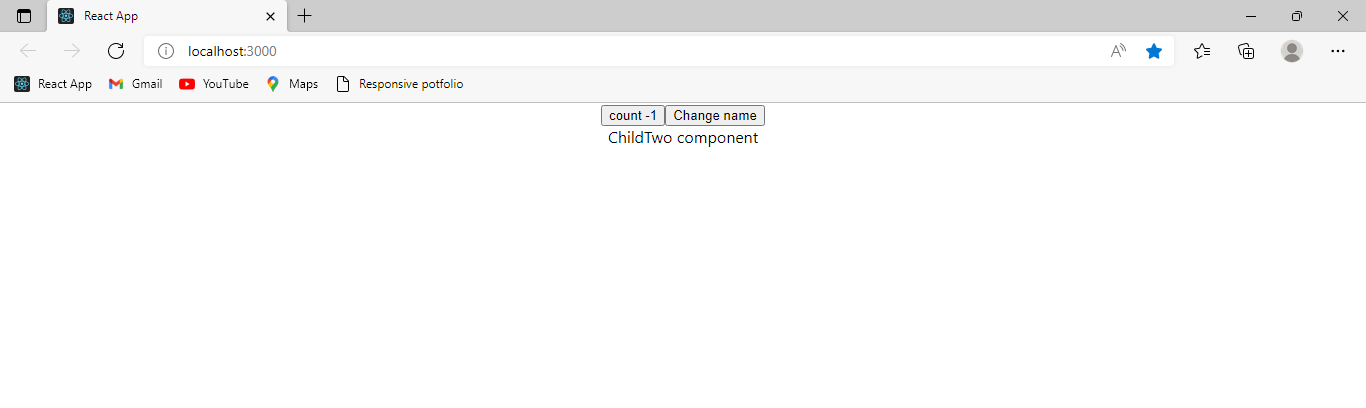 React App
localhost:3000
React App Gmail YouTube Maps Responsive potfolio
count -1 Change name
ChildTwo component